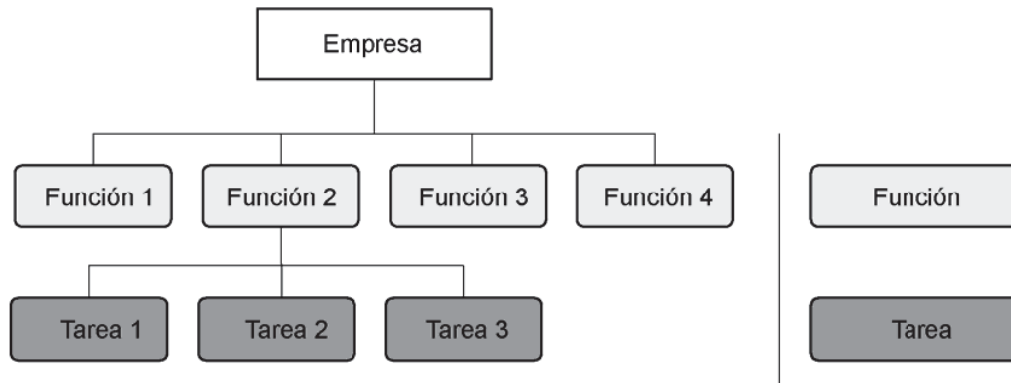 Empresa
Función 1
Función 2
Función 3
Función 4
Función
Tarea 1
Tarea 2
Tarea 3
Tarea